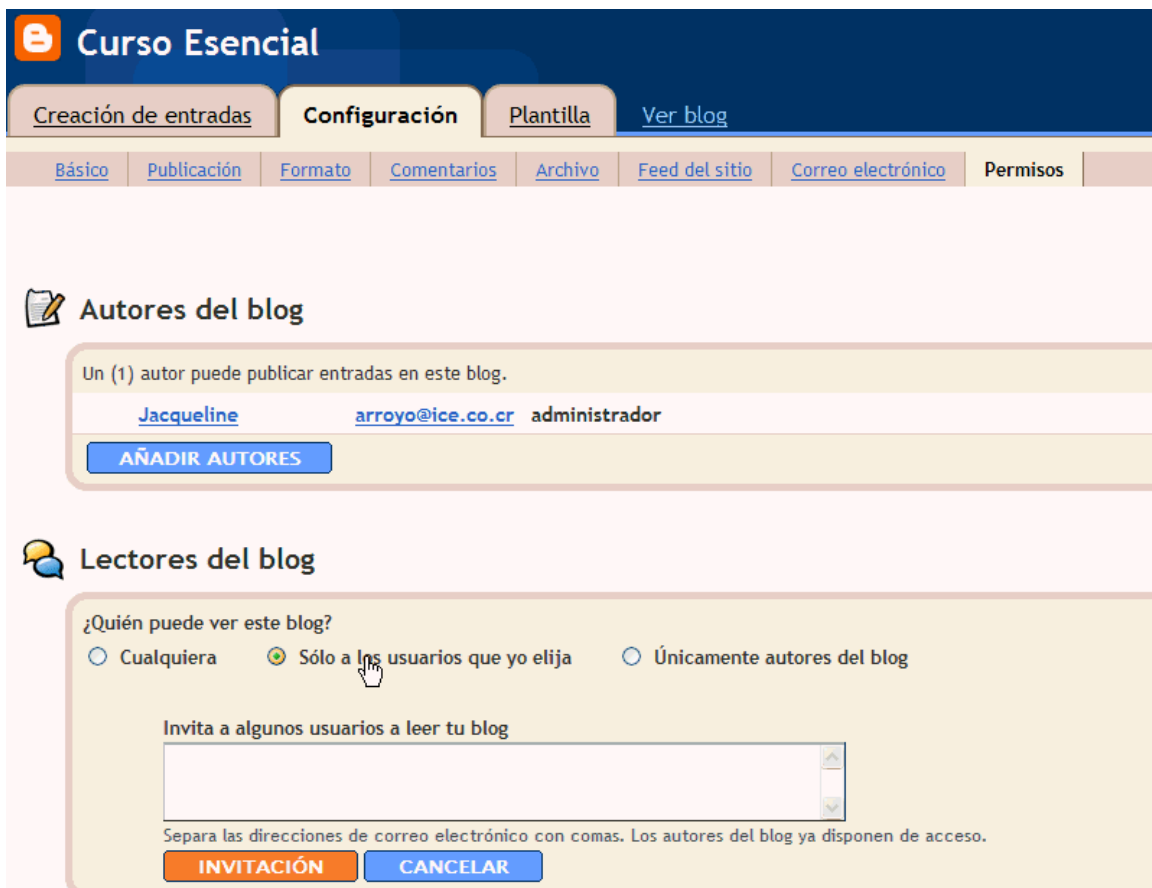 Curso Esencial
Creación de entradas Configuración Plantilla Ver blog
Básico Publicación Formato Comentarios Archivo Feed del sitio Correo electrónico Permisos
Autores del blog
Un (1) autor puede publicar entradas en este blog.
Jacqueline arroyo@ice.co.cr administrador
AÑADIR AUTORES
Lectores del blog
¿Quién puede ver este blog?
Cualquiera Sólo a los usuarios que yo elija Únicamente autores del blog
Invita a algunos usuarios a leer tu blog
Separa las direcciones de correo electrónico con comas. Los autores del blog ya disponen de acceso.
INVITACIÓN CANCELAR